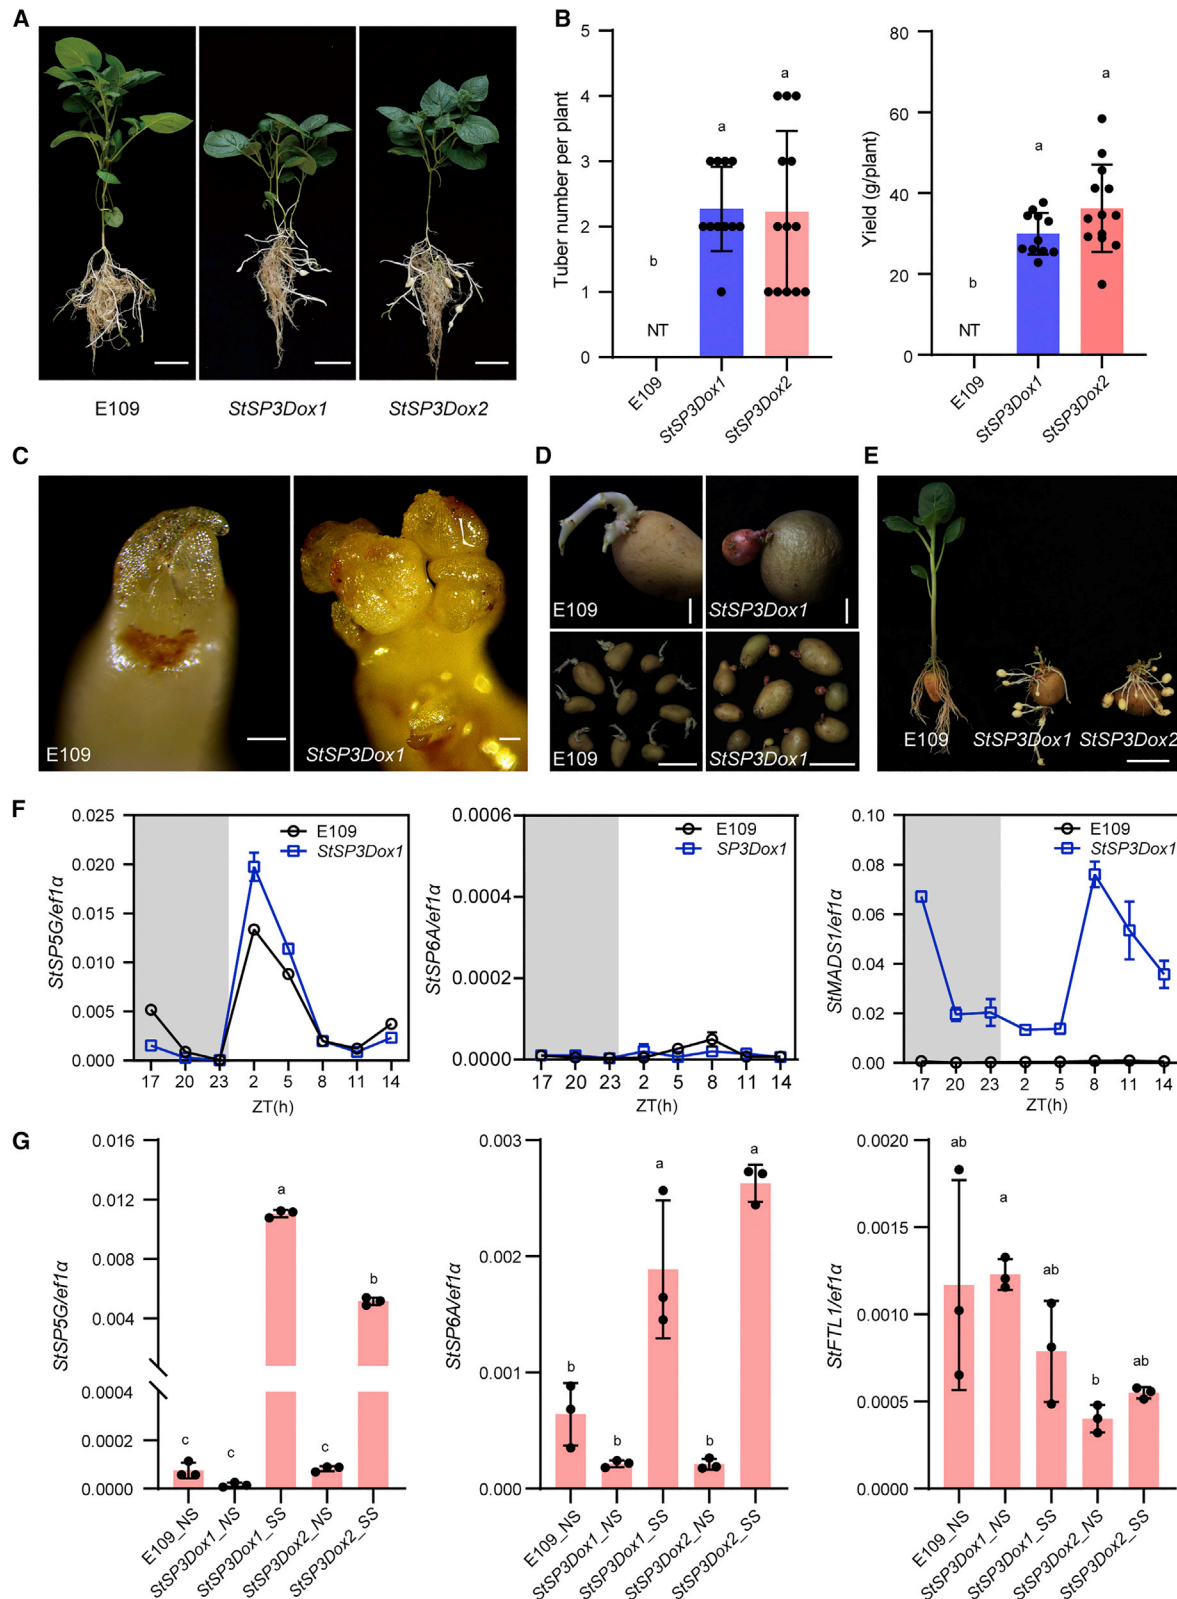 A
E109
StSP3Dox1
StSP3Dox2
B
Tuber number per plant
5
4
3
2
1
0
b
NT
a
a
E109
StSP3Dox1
StSP3Dox2
Yield (g/plant)
80
60
40
20
0
b
NT
a
a
E109
StSP3Dox1
StSP3Dox2
C
E109
StSP3Dox1
D
E109
StSP3Dox1
E109
StSP3Dox1
E
E109
StSP3Dox1
StSP3Dox2
F
StSP5G/ef1α
0.025
0.020
0.015
0.010
0.005
0.000
E109
StSP3Dox1
17 20 23 2 5 8 11 14
ZT(h)
StSP6A/ef1α
0.0006
0.0004
0.0002
0.0000
E109
SP3Dox1
17 20 23 2 5 8 11 14
ZT(h)
StMADS1/ef1α
0.10
0.08
0.06
0.04
0.02
0.00
E109
StSP3Dox1
17 20 23 2 5 8 11 14
ZT(h)
G
StSP5G/ef1α
0.016
0.012
0.008
0.004
0.0004
0.0002
0.0000
c
c
a
c
b
E109_NS
StSP3Dox1_NS
StSP3Dox1_SS
StSP3Dox2_NS
StSP3Dox2_SS
StSP6A/ef1α
0.003
0.002
0.001
0.000
b
b
a
b
a
E109_NS
StSP3Dox1_NS
StSP3Dox1_SS
StSP3Dox2_NS
StSP3Dox2_SS
StFTL1/ef1α
0.0020
0.0015
0.0010
0.0005
0.0000
ab
a
ab
b
ab
E109_NS
StSP3Dox1_NS
StSP3Dox1_SS
StSP3Dox2_NS
StSP3Dox2_SS